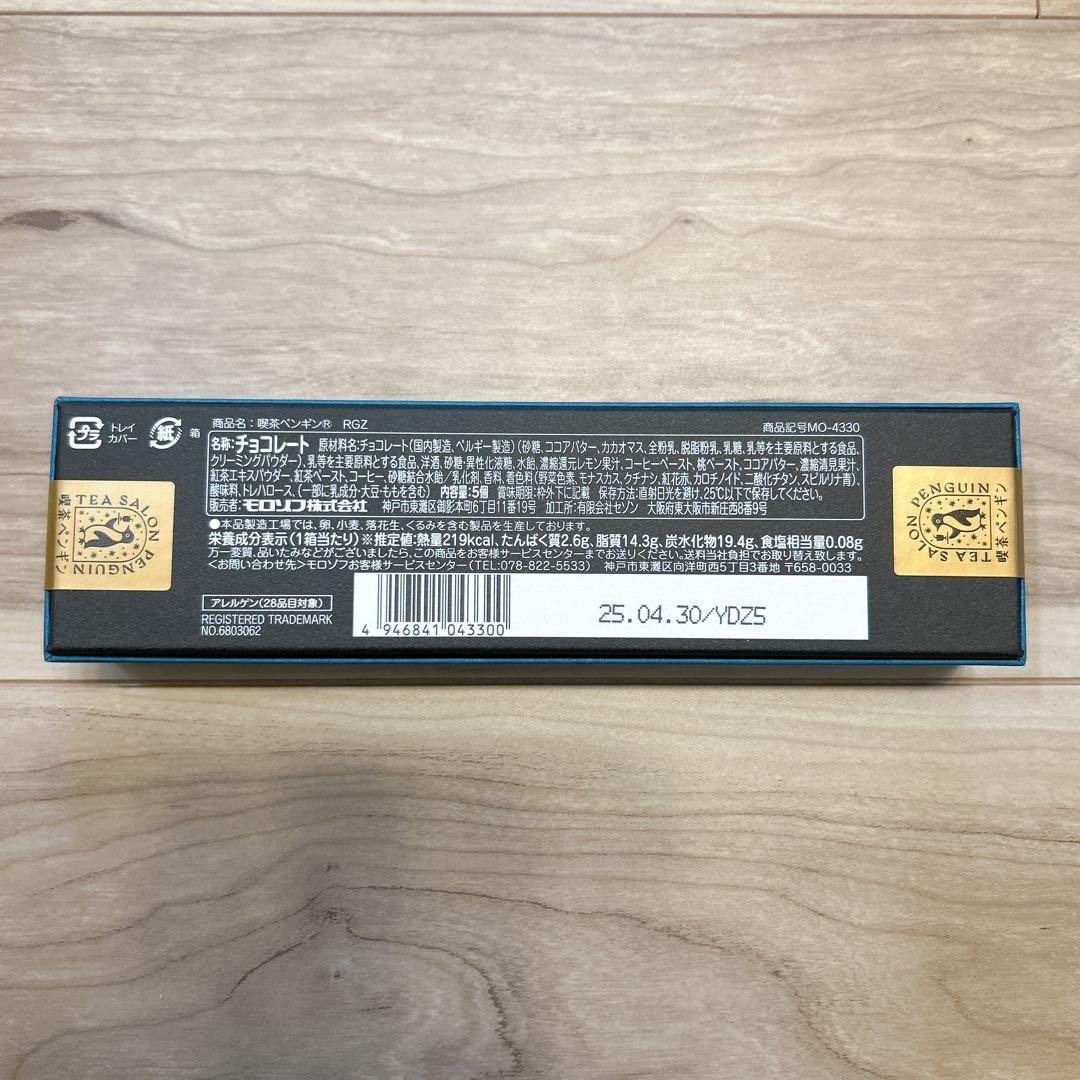 プラ トレイ カバー 紙 箱
商品名:喫茶ペンギン® RGZ 商品記号MO-4330
名称:チョコレート 原材料名:チョコレート(国内製造、ベルギー製造)(砂糖、ココアバター、カカオマス、全粉乳、脱脂粉乳、乳糖、乳等を主要原料とする食品、
クリーミングパウダー)、乳等を主要原料とする食品、洋酒、砂糖・異性化液糖、水飴、濃縮還元レモン果汁、コーヒーペースト、桃ペースト、ココアバター、濃縮清見果汁、
紅茶エキスパウダー、紅茶ペースト、コーヒー、砂糖結合水飴/乳化剤、香料、着色料(野菜色素、モナスカス、クチナシ、紅花赤、カロチノイド、二酸化チタン、スピルリナ青)、
酸味料、トレハロース、(一部に乳成分・大豆・ももを含む) 内容量:5個 賞味期限:枠外下に記載 保存方法:直射日光を避け、25℃以下で保存してください。
販売者:モロゾフ株式会社 神戸市東灘区御影本町6丁目11番19号 加工所:有限会社セゾン 大阪府東大阪市新庄西8番9号
●本品製造工場では、卵、小麦、落花生、くるみを含む製品を生産しております。
栄養成分表示(1箱当たり)※推定値:熱量219kcal、たんぱく質2.6g、脂質14.3g、炭水化物19.4g、食塩相当量0.08g
万一変質、品いたみなどがございましたら、この商品をお客様サービスセンターまでお送りください。送料当社負担でお取り替え致します。
<お問い合わせ先>モロゾフお客様サービスセンター(TEL:078-822-5533) 神戸市東灘区向洋町西5丁目3番地 〒658-0033
アレルゲン(28品目対象)
REGISTERED TRADEMARK
NO.6803062
4 946841 043300
25.04.30/YDZ5
TEA SALON PENGUIN
喫茶ペンギン
TEA SALON PENGUIN
喫茶ペンギン